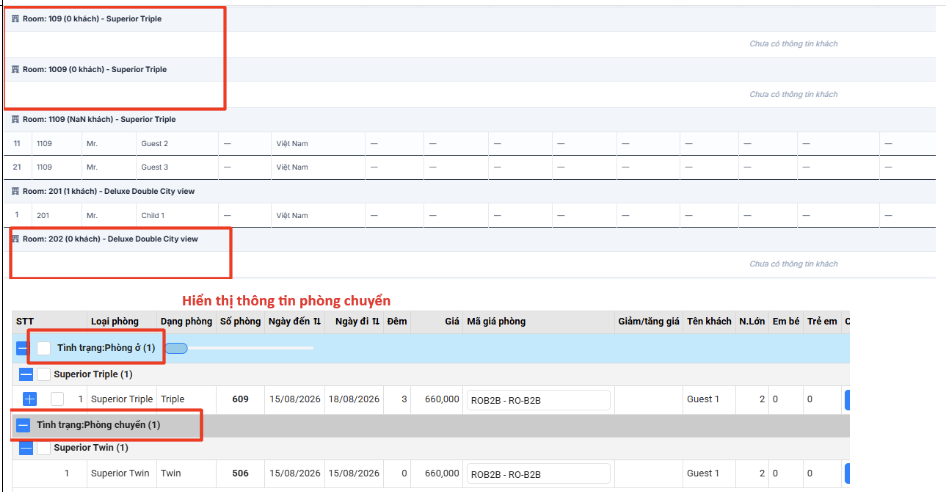 Room: 109 (0 khách) - Superior Triple
Chưa có thông tin khách
Room: 1009 (0 khách) - Superior Triple
Chưa có thông tin khách
Room: 1109 (NaN khách) - Superior Triple
11 1109 Mr. Guest 2 — Việt Nam — — — — — — — — —
21 1109 Mr. Guest 3 — Việt Nam — — — — — — — — —
Room: 201 (1 khách) - Deluxe Double City view
1 201 Mr. Child 1 — Việt Nam — — — — — — — — —
Room: 202 (0 khách) - Deluxe Double City view
Chưa có thông tin khách
Hiển thị thông tin phòng chuyển
STT Loại phòng Dạng phòng Số phòng Ngày đến Ngày đi Đêm Giá Mã giá phòng Giảm/tăng giá Tên khách N.Lớn Em bé Trẻ em
Tình trạng:Phòng ở (1)
Superior Triple (1)
1 Superior Triple Triple 609 15/08/2026 18/08/2026 3 660,000 ROB2B - RO-B2B Guest 1 2 0 0
Tình trạng:Phòng chuyển (1)
Superior Twin (1)
1 Superior Twin Twin 506 15/08/2026 15/08/2026 0 660,000 ROB2B - RO-B2B Guest 1 2 0 0